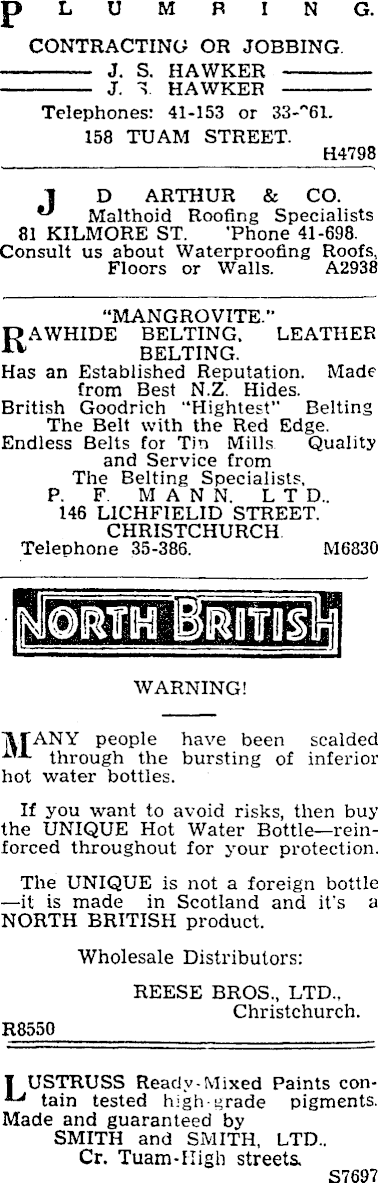 PLUMBING.
CONTRACTING OR JOBBING.
J. S. HAWKER
J. S. HAWKER
Telephones: 41-153 or 33- 61.
158 TUAM STREET.
H4798
J D ARTHUR & CO.
Malthoid Roofing Specialists
81 KILMORE ST. 'Phone 41-698.
Consult us about Waterproofing Roofs,
Floors or Walls. A2938
"MANGROVITE."
RAWHIDE BELTING, LEATHER
BELTING.
Has an Established Reputation. Made
from Best N.Z. Hides.
British Goodrich "Hightest" Belting
The Belt with the Red Edge.
Endless Belts for Tin Mills Quality
and Service from
The Belting Specialists,
P. F. MANN, LTD.,
146 LICHFIELID STREET.
CHRISTCHURCH
Telephone 35-386. M6830
NORTH BRITISH
WARNING!
MANY people have been scalded
through the bursting of inferior
hot water bottles.
If you want to avoid risks, then buy
the UNIQUE Hot Water Bottle—rein-
forced throughout for your protection.
The UNIQUE is not a foreign bottle
—it is made in Scotland and it's a
NORTH BRITISH product.
Wholesale Distributors:
REESE BROS., LTD.,
Christchurch.
R8550
LUSTRUSS Ready-Mixed Paints con-
tain tested high-grade pigments.
Made and guaranteed by
SMITH and SMITH, LTD.,
Cr. Tuam-High streets.
S7697